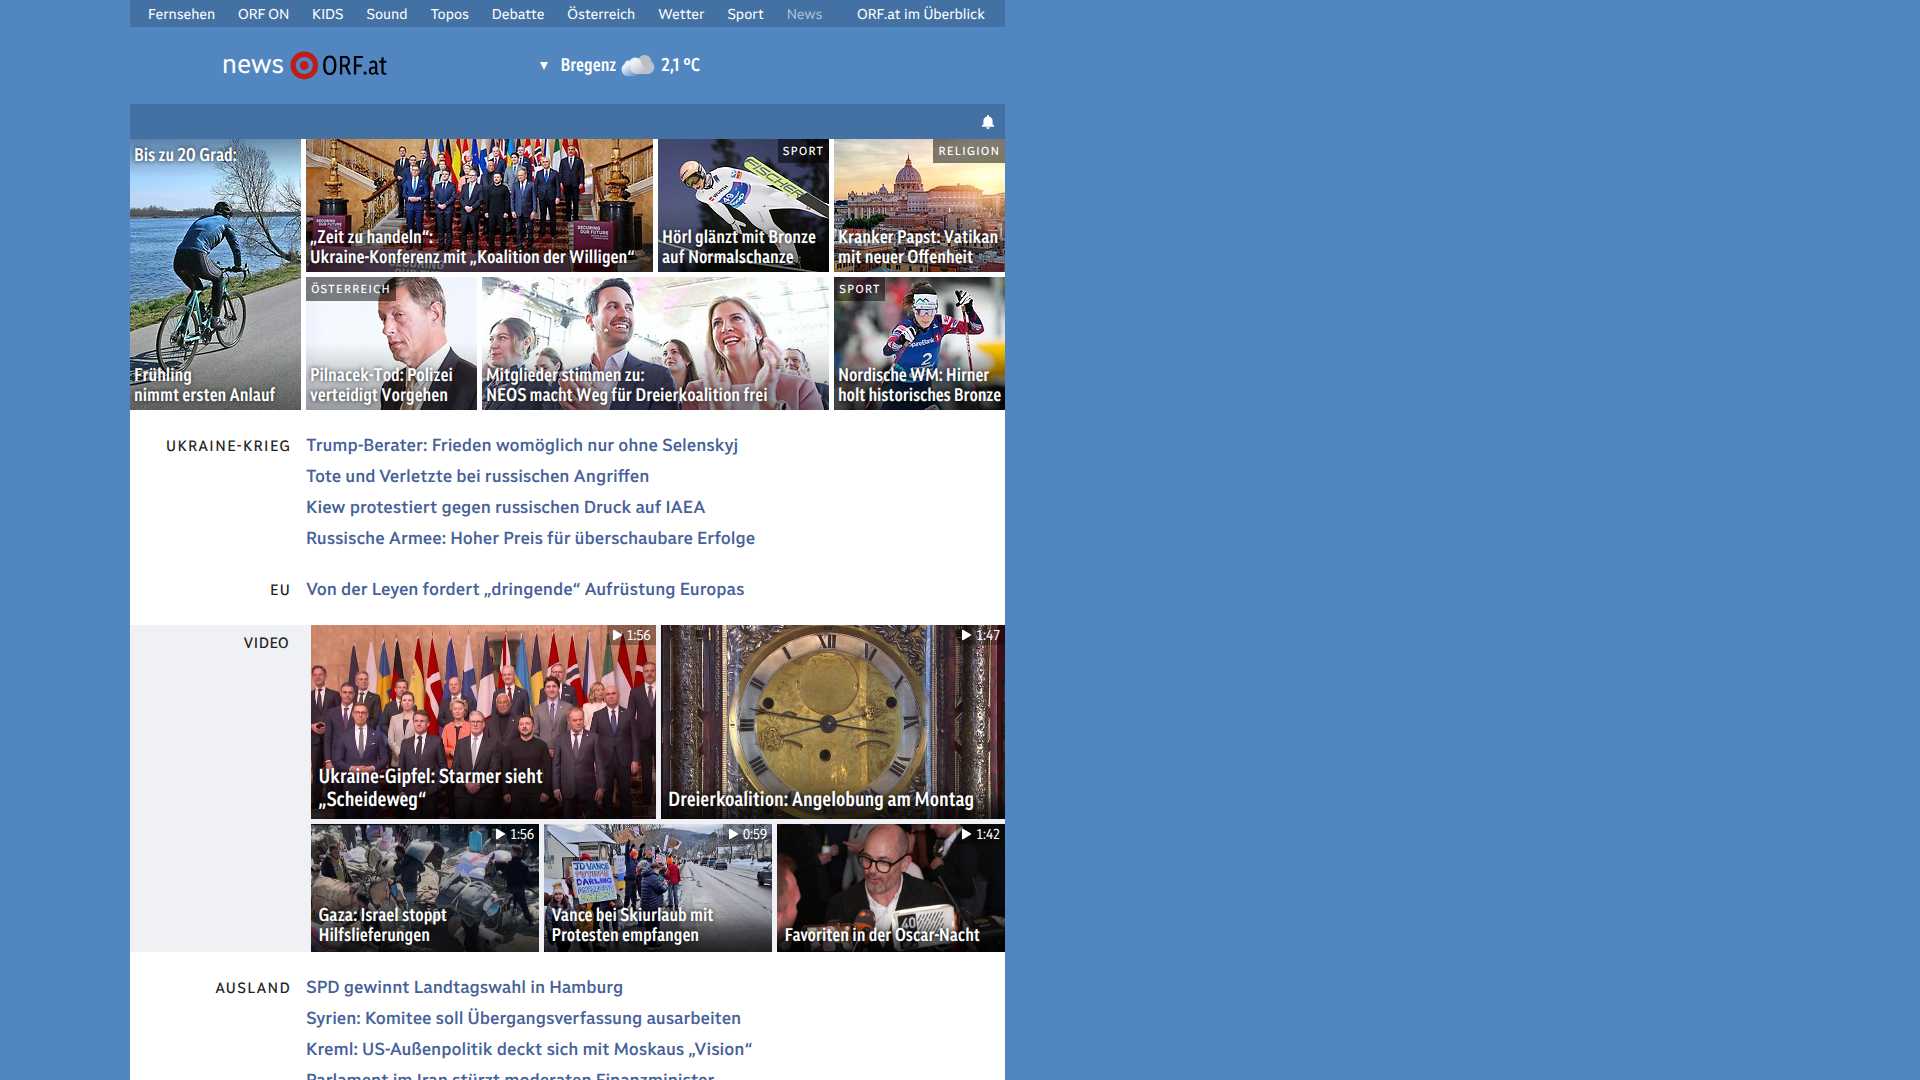 Fernsehen ORF ON KIDS Sound Topos Debatte Österreich Wetter Sport News ORF.at im Überblick
news ORF.at
Bregenz 2,1 °C
Bis zu 20 Grad:
Frühling
nimmt ersten Anlauf
„Zeit zu handeln“:
Ukraine-Konferenz mit „Koalition der Willigen“
SPORT
Hörl glänzt mit Bronze
auf Normalschanze
RELIGION
Kranker Papst: Vatikan
mit neuer Offenheit
ÖSTERREICH
Pilnacek-Tod: Polizei
verteidigt Vorgehen
Mitglieder stimmen zu:
NEOS macht Weg für Dreierkoalition frei
SPORT
Nordische WM: Hirner
holt historisches Bronze
UKRAINE-KRIEG
Trump-Berater: Frieden womöglich nur ohne Selenskyj
Tote und Verletzte bei russischen Angriffen
Kiew protestiert gegen russischen Druck auf IAEA
Russische Armee: Hoher Preis für überschaubare Erfolge
EU
Von der Leyen fordert „dringende“ Aufrüstung Europas
VIDEO
1:56
Ukraine-Gipfel: Starmer sieht
„Scheideweg“
1:47
Dreierkoalition: Angelobung am Montag
1:56
Gaza: Israel stoppt
Hilfslieferungen
0:59
Vance bei Skiurlaub mit
Protesten empfangen
1:42
Favoriten in der Oscar-Nacht
AUSLAND
SPD gewinnt Landtagswahl in Hamburg
Syrien: Komitee soll Übergangsverfassung ausarbeiten
Kreml: US-Außenpolitik deckt sich mit Moskaus „Vision“
Parlament im Iran stürzt moderaten Finanzminister